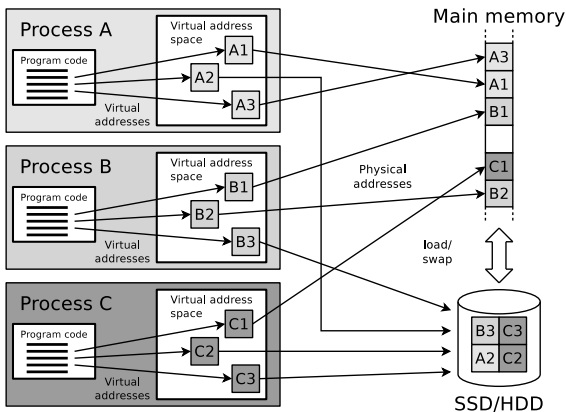 Process A
Program code
Virtual
addresses
Virtual address
space
A1
A2
A3
Process B
Program code
Virtual
addresses
Virtual address
space
B1
B2
B3
Process C
Program code
Virtual
addresses
Virtual address
space
C1
C2
C3
Physical
addresses
Main memory
A3
A1
B1
C1
B2
load/
swap
B3 C3
A2 C2
SSD/HDD